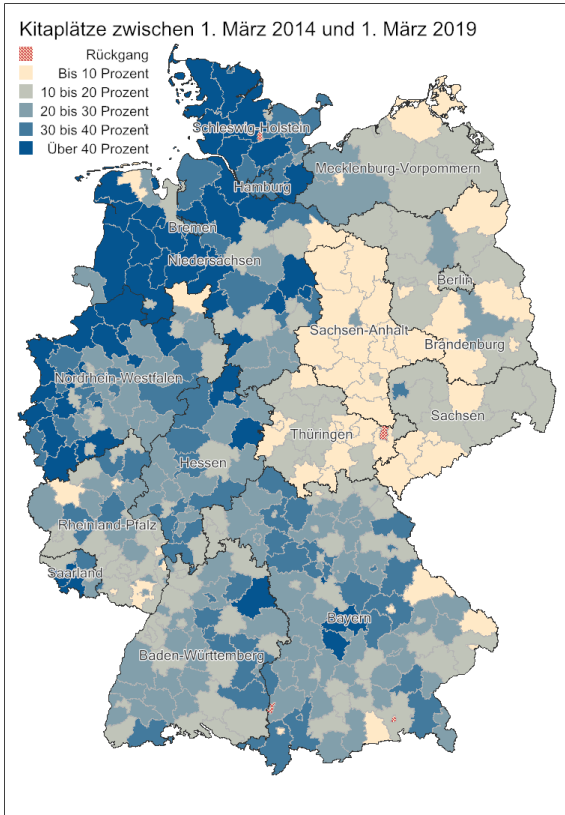 Kitaplätze zwischen 1. März 2014 und 1. März 2019
Rückgang
Bis 10 Prozent
10 bis 20 Prozent
20 bis 30 Prozent
30 bis 40 Prozent
Über 40 Prozent
Schleswig-Holstein
Mecklenburg-Vorpommern
Hamburg
Bremen
Niedersachsen
Berlin
Sachsen-Anhalt
Brandenburg
Nordrhein-Westfalen
Sachsen
Thüringen
Hessen
Rheinland-Pfalz
Saarland
Bayern
Baden-Württemberg